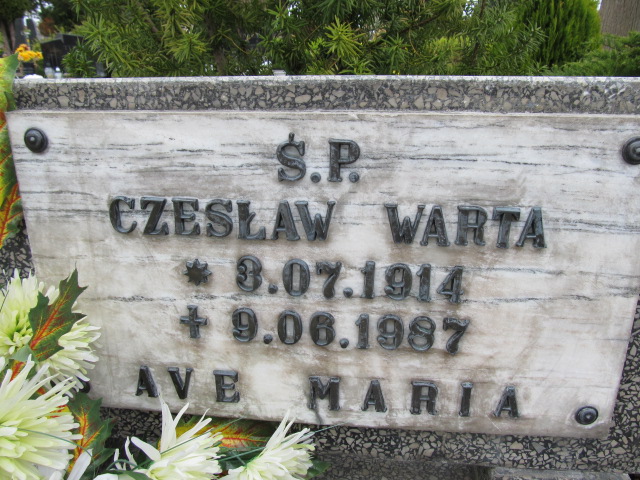 Ś.P.
CZESŁAW WARTA
* 3.07.1914
✝ 9.06.1987
AVE MARIA